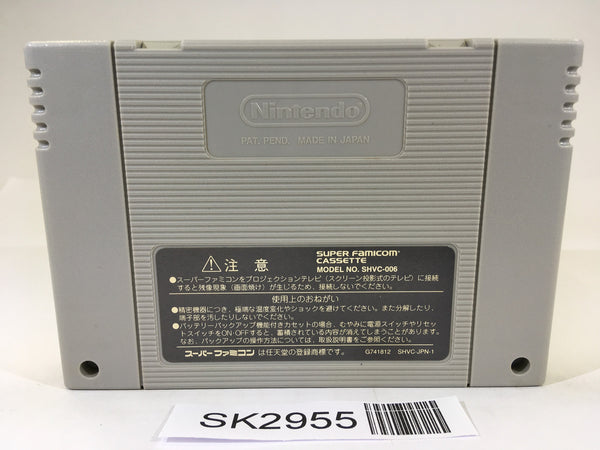 Nintendo
PAT. PEND. MADE IN JAPAN
⚠注意
SUPER FAMICOM™
CASSETTE
MODEL NO. SHVC-006
●スーパーファミコンをプロジェクションテレビ（スクリーン投影式のテレビ）に接続
すると残像現象（画面焼け）が生じるため、接続しないでください。
使用上のおねがい
●精密機器につき、極端な温度変化やショックを避けてください。また分解したり、
端子部を汚したりしないでください。
●バッテリーバックアップ機能付きカセットの場合、むやみに電源スイッチやリセッ
トスイッチをON・OFFすると、蓄積されている内容が消えてしまうことがあります。
なお、バックアップの操作方法については、取扱説明書をご参照ください。
スーパーファミコン は任天堂の登録商標です。 G741812 SHVC-JPN-1
SK2955